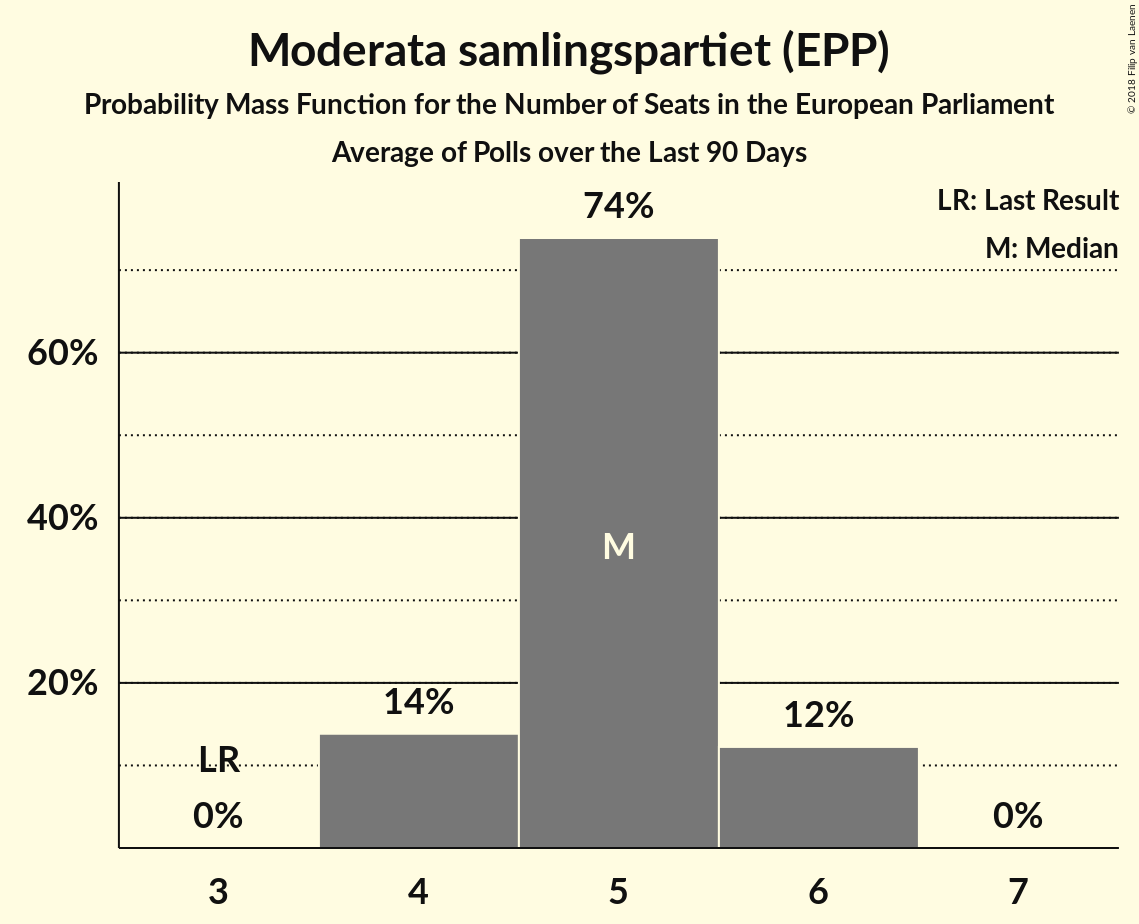 Moderata samlingspartiet (EPP)
Probability Mass Function for the Number of Seats in the European Parliament
Average of Polls over the Last 90 Days
© 2018 Filip van Laenen
LR: Last Result
M: Median
74%
60%
40%
20%
M
14%
12%
LR
0%
0%
3 4 5 6 7